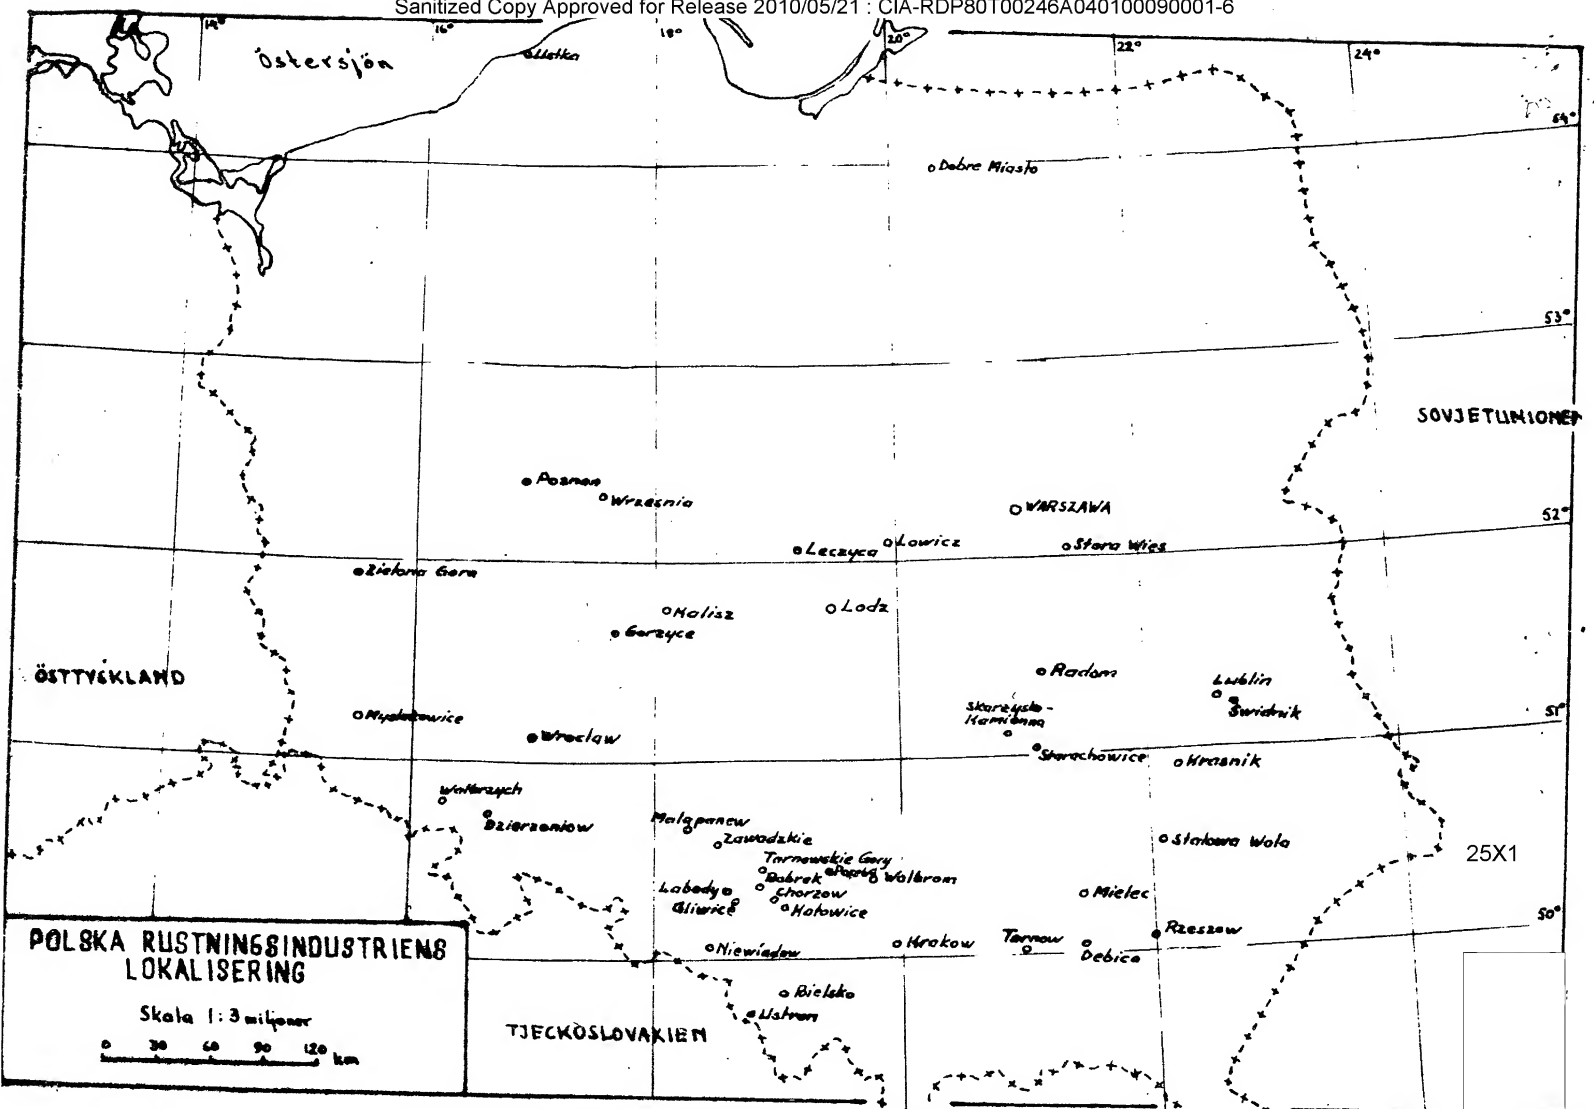 Sanitized Copy Approved for Release 2010/05/21 : CIA-RDP80T00246A040100090001-6
14°
16°
18°
20°
22°
24°
Östersjön
Ustka
54°
Dobre Miasto
53°
SOVJETUNIONEN
Poznan
Wrzesnia
WARSZAWA
52°
Leczyca
Lowicz
Stara Wies
Zielona Gora
Kalisz
Lodz
Gorzyce
ÖSTTYSKLAND
Radom
Lublin
Swidnik
Skarzysko-
Kamienna
51°
Wroclaw
Starachowice
Krasnik
Walbrzych
Dzierzoniow
Malapanew
Zawadzkie
Stalowa Wola
25X1
Tarnowskie Gory
Bobrek
Wolbrom
Labedy
Chorzow
Mielec
Gliwice
Katowice
50°
Rzeszow
Niewiadow
Krakow
Tarnow
Debica
POLSKA RUSTNINGSINDUSTRIENS
LOKALISERING
Bielsko
Skala 1:3 miljoner
Ustron
TJECKOSLOVAKIEN
0 30 60 90 120 km